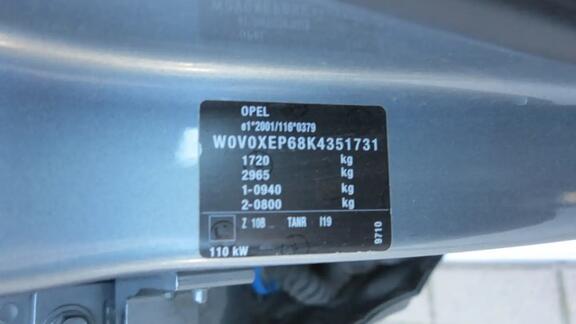 OPEL
e1*2001/116*0379
W0V0XEP68K4351731
1720 kg
2965 kg
1-0940 kg
2-0800 kg
Z 10B TANR I19
9710
110 kW